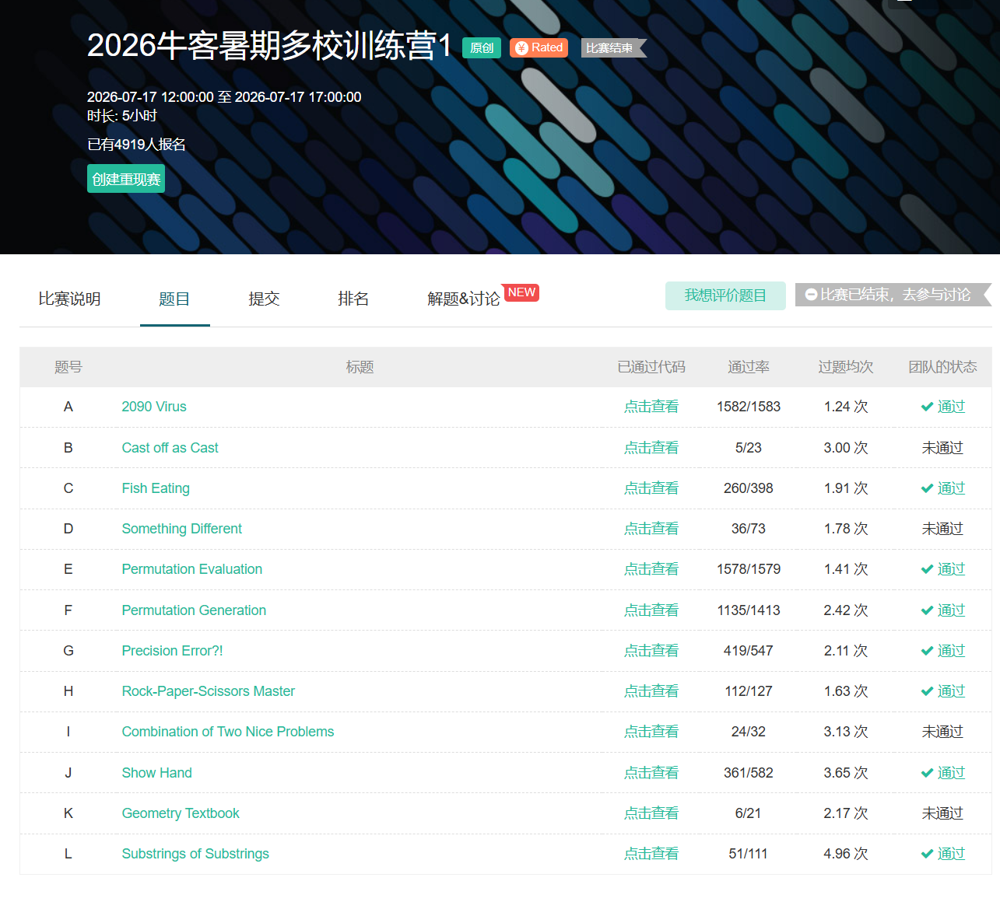 2026牛客暑期多校训练营1 原创 Rated 比赛结束
2026-07-17 12:00:00 至 2026-07-17 17:00:00
时长: 5小时
已有4919人报名
创建重现赛
比赛说明 题目 提交 排名 解题&讨论 NEW 我想评价题目 比赛已结束，去参与讨论
题号 标题 已通过代码 通过率 过题均次 团队的状态
A 2090 Virus 点击查看 1582/1583 1.24 次 通过
B Cast off as Cast 点击查看 5/23 3.00 次 未通过
C Fish Eating 点击查看 260/398 1.91 次 通过
D Something Different 点击查看 36/73 1.78 次 未通过
E Permutation Evaluation 点击查看 1578/1579 1.41 次 通过
F Permutation Generation 点击查看 1135/1413 2.42 次 通过
G Precision Error?! 点击查看 419/547 2.11 次 通过
H Rock-Paper-Scissors Master 点击查看 112/127 1.63 次 通过
I Combination of Two Nice Problems 点击查看 24/32 3.13 次 未通过
J Show Hand 点击查看 361/582 3.65 次 通过
K Geometry Textbook 点击查看 6/21 2.17 次 未通过
L Substrings of Substrings 点击查看 51/111 4.96 次 通过